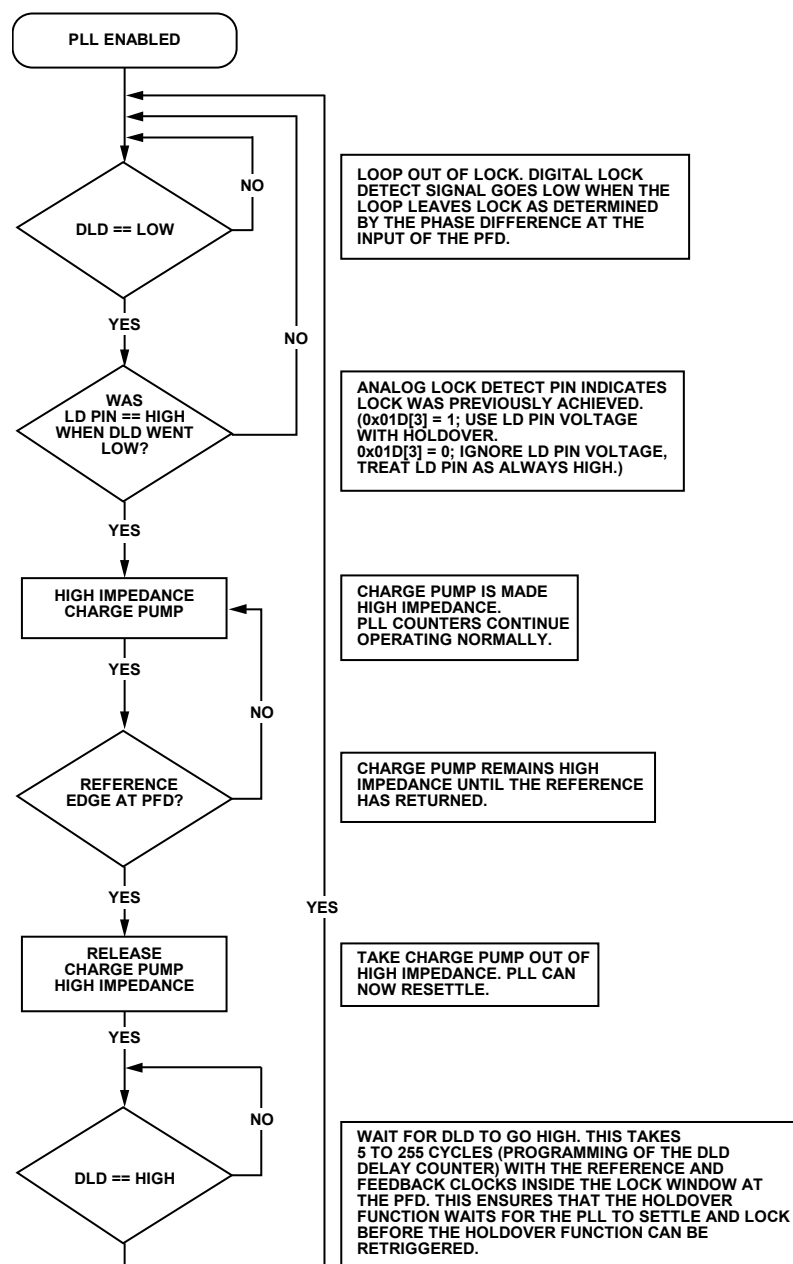 PLL ENABLED
NO
DLD == LOW
LOOP OUT OF LOCK. DIGITAL LOCK
DETECT SIGNAL GOES LOW WHEN THE
LOOP LEAVES LOCK AS DETERMINED
BY THE PHASE DIFFERENCE AT THE
INPUT OF THE PFD.
YES
NO
WAS
LD PIN == HIGH
WHEN DLD WENT
LOW?
ANALOG LOCK DETECT PIN INDICATES
LOCK WAS PREVIOUSLY ACHIEVED.
(0x01D[3] = 1; USE LD PIN VOLTAGE
WITH HOLDOVER.
0x01D[3] = 0; IGNORE LD PIN VOLTAGE,
TREAT LD PIN AS ALWAYS HIGH.)
YES
HIGH IMPEDANCE
CHARGE PUMP
CHARGE PUMP IS MADE
HIGH IMPEDANCE.
PLL COUNTERS CONTINUE
OPERATING NORMALLY.
YES
NO
REFERENCE
EDGE AT PFD?
CHARGE PUMP REMAINS HIGH
IMPEDANCE UNTIL THE REFERENCE
HAS RETURNED.
YES
YES
RELEASE
CHARGE PUMP
HIGH IMPEDANCE
TAKE CHARGE PUMP OUT OF
HIGH IMPEDANCE. PLL CAN
NOW RESETTLE.
YES
NO
DLD == HIGH
WAIT FOR DLD TO GO HIGH. THIS TAKES
5 TO 255 CYCLES (PROGRAMMING OF THE DLD
DELAY COUNTER) WITH THE REFERENCE AND
FEEDBACK CLOCKS INSIDE THE LOCK WINDOW AT
THE PFD. THIS ENSURES THAT THE HOLDOVER
FUNCTION WAITS FOR THE PLL TO SETTLE AND LOCK
BEFORE THE HOLDOVER FUNCTION CAN BE
RETRIGGERED.